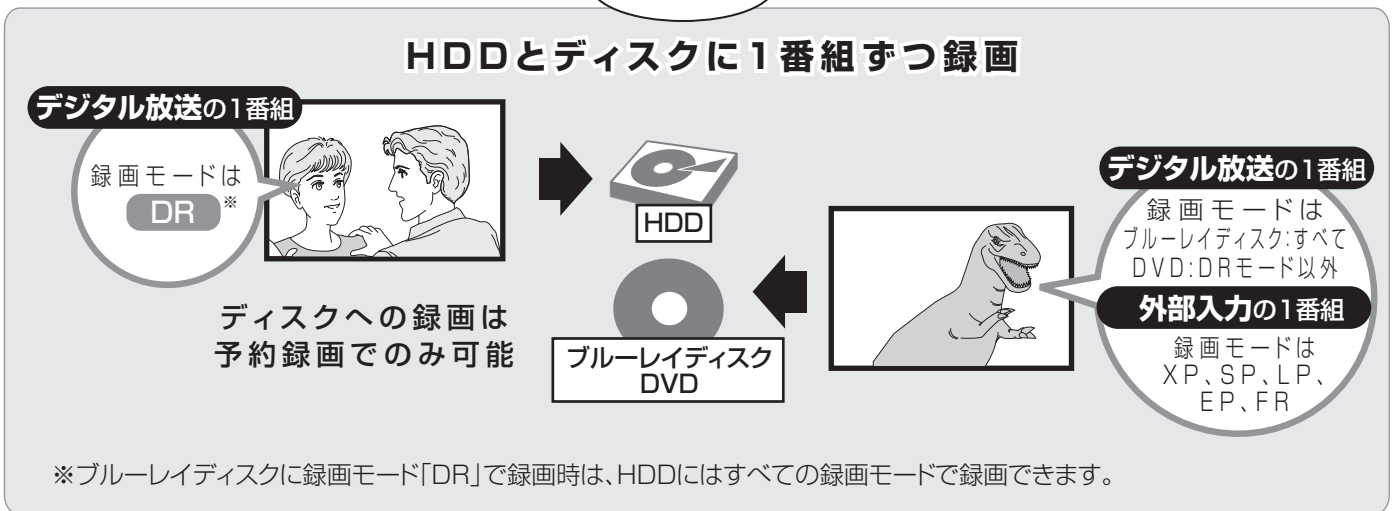 HDDとディスクに1番組ずつ録画
デジタル放送の1番組
録画モードは
DR※
HDD
ディスクへの録画は
予約録画でのみ可能
ブルーレイディスク
DVD
デジタル放送の1番組
録画モードは
ブルーレイディスク:すべて
DVD:DRモード以外
外部入力の1番組
録画モードは
XP、SP、LP、
EP、FR
※ブルーレイディスクに録画モード「DR」で録画時は、HDDにはすべての録画モードで録画できます。